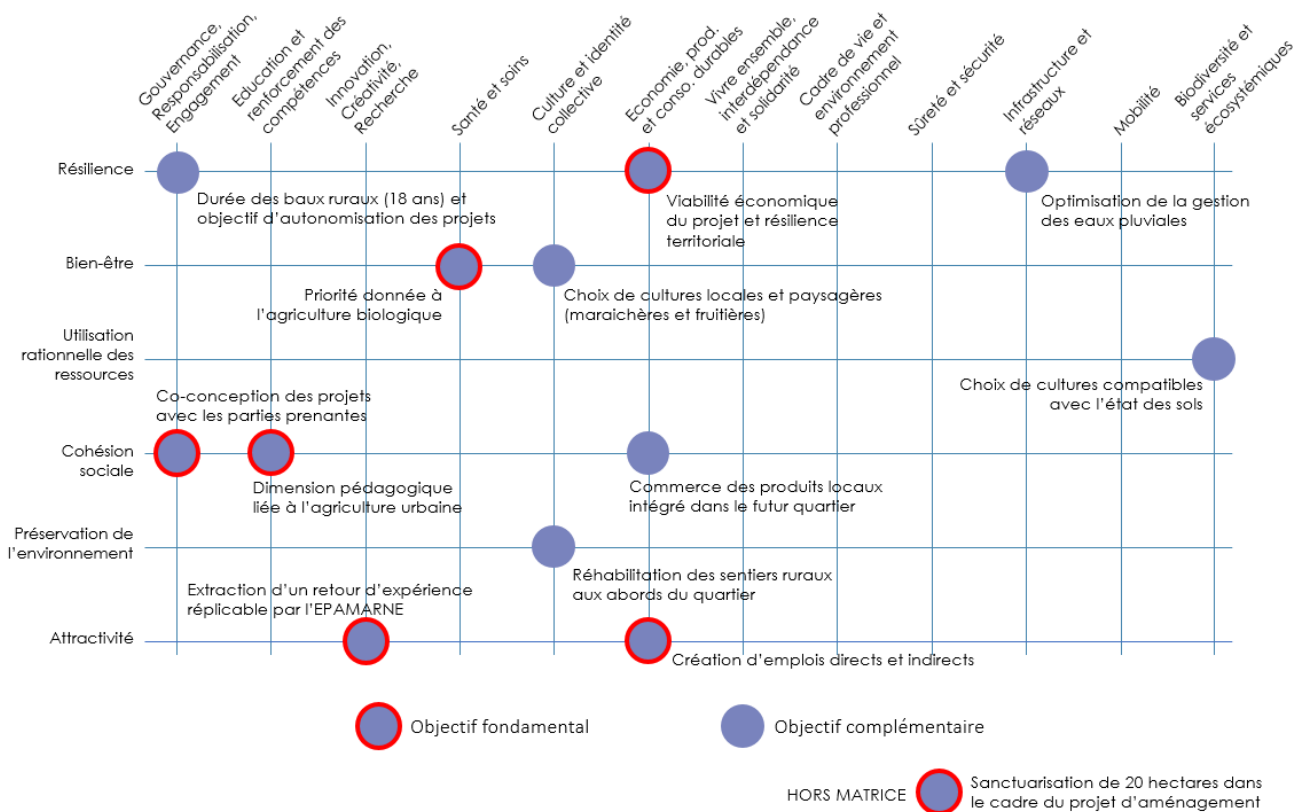 Gouvernance,
Responsabilisation,
Engagement
Education et
renforcement des
compétences
Innovation,
Créativité,
Recherche
Santé et soins
Culture et identité
collective
Economie, prod.
et conso. durables
Vivre ensemble,
interdépendance
et solidarité
Cadre de vie et
environnement
professionnel
Sûreté et sécurité
Infrastructure et
réseaux
Mobilité
Biodiversité et
services
écosystémiques
Résilience
Durée des baux ruraux (18 ans) et
objectif d'autonomisation des projets
Viabilité économique
du projet et résilience
territoriale
Optimisation de la gestion
des eaux pluviales
Bien-être
Priorité donnée à
l'agriculture biologique
Choix de cultures locales et paysagères
(maraichères et fruitières)
Utilisation
rationnelle des
ressources
Choix de cultures compatibles
avec l'état des sols
Co-conception des projets
avec les parties prenantes
Cohésion
sociale
Dimension pédagogique
liée à l'agriculture urbaine
Commerce des produits locaux
intégré dans le futur quartier
Préservation de
l'environnement
Réhabilitation des sentiers ruraux
aux abords du quartier
Extraction d'un retour d'expérience
réplicable par l'EPAMARNE
Attractivité
Création d'emplois directs et indirects
Objectif fondamental
Objectif complémentaire
HORS MATRICE
Sanctuarisation de 20 hectares dans
le cadre du projet d'aménagement